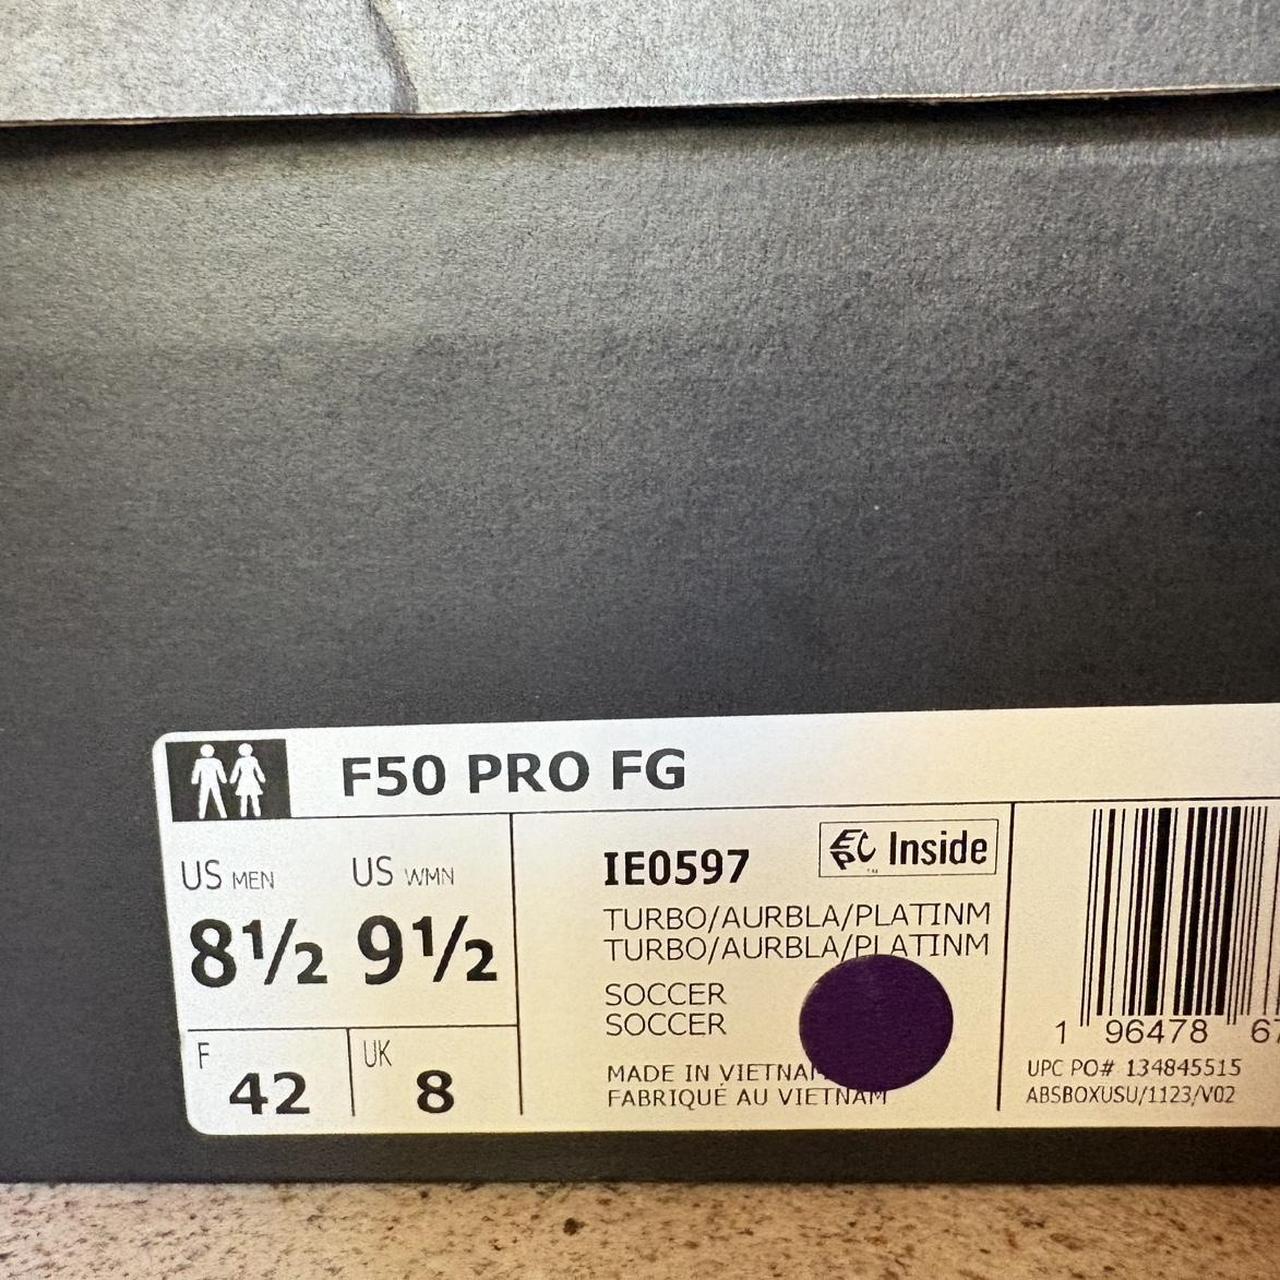 F50 PRO FG
US MEN US WMN
8½ 9½
F 42 UK 8
IE0597
EPC Inside
TURBO/AURBLA/PLATINM
TURBO/AURBLA/PLATINM
SOCCER
SOCCER
MADE IN VIETNAM
FABRIQUÉ AU VIETNAM
1 96478 67
UPC PO# 134845515
ABSBOXUSU/1123/V02